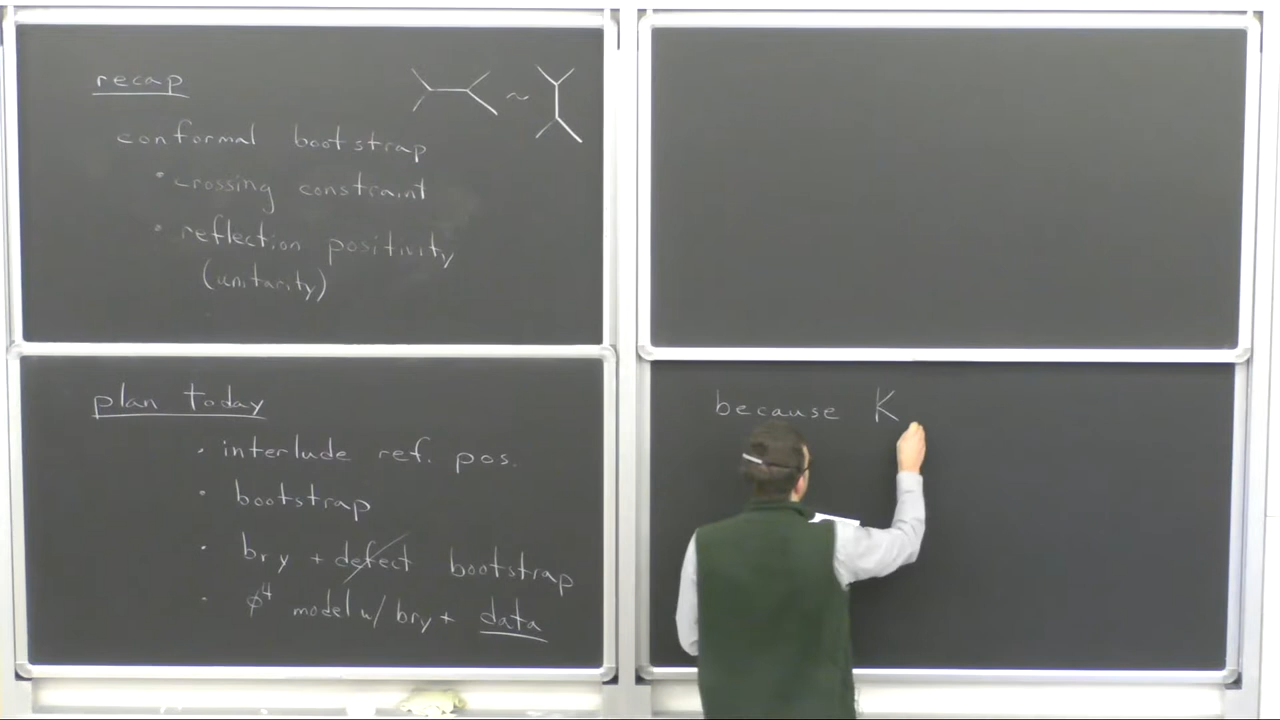 recap
~
conformal bootstrap
• crossing constraint
• reflection positivity
(unitarity)
plan today
• interlude ref. pos.
• bootstrap
• bry + defect bootstrap
• φ⁴ model w/ bry + data
because K